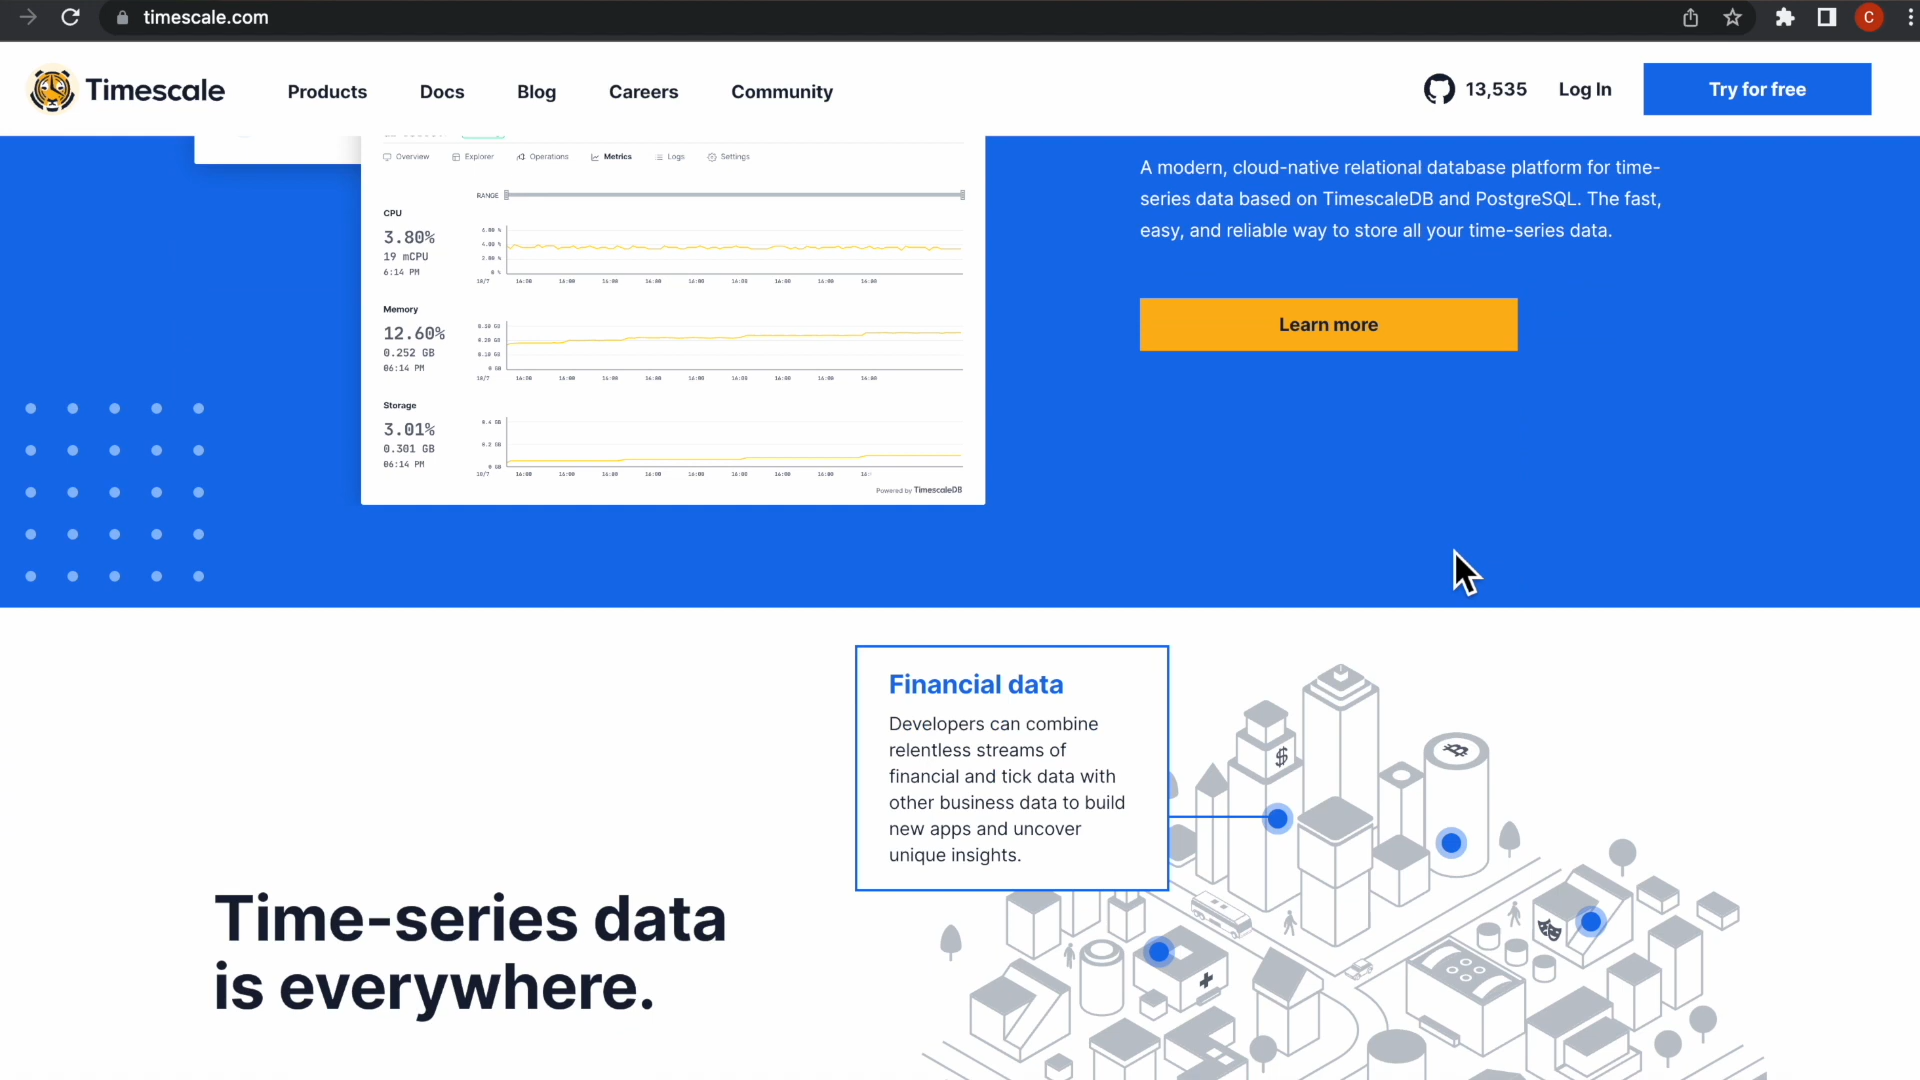 timescale.com
C
Timescale
Products
Docs
Blog
Careers
Community
13,535
Log In
Try for free
Overview
Explorer
Operations
Metrics
Logs
Settings
RANGE
CPU
3.80%
19 mCPU
6:14 PM
Memory
12.60%
0.252 GB
06:14 PM
Storage
3.01%
0.301 GB
06:14 PM
Powered by TimescaleDB
A modern, cloud-native relational database platform for time-
series data based on TimescaleDB and PostgreSQL. The fast,
easy, and reliable way to store all your time-series data.
Learn more
Financial data
Developers can combine
relentless streams of
financial and tick data with
other business data to build
new apps and uncover
unique insights.
$
Time-series data
is everywhere.